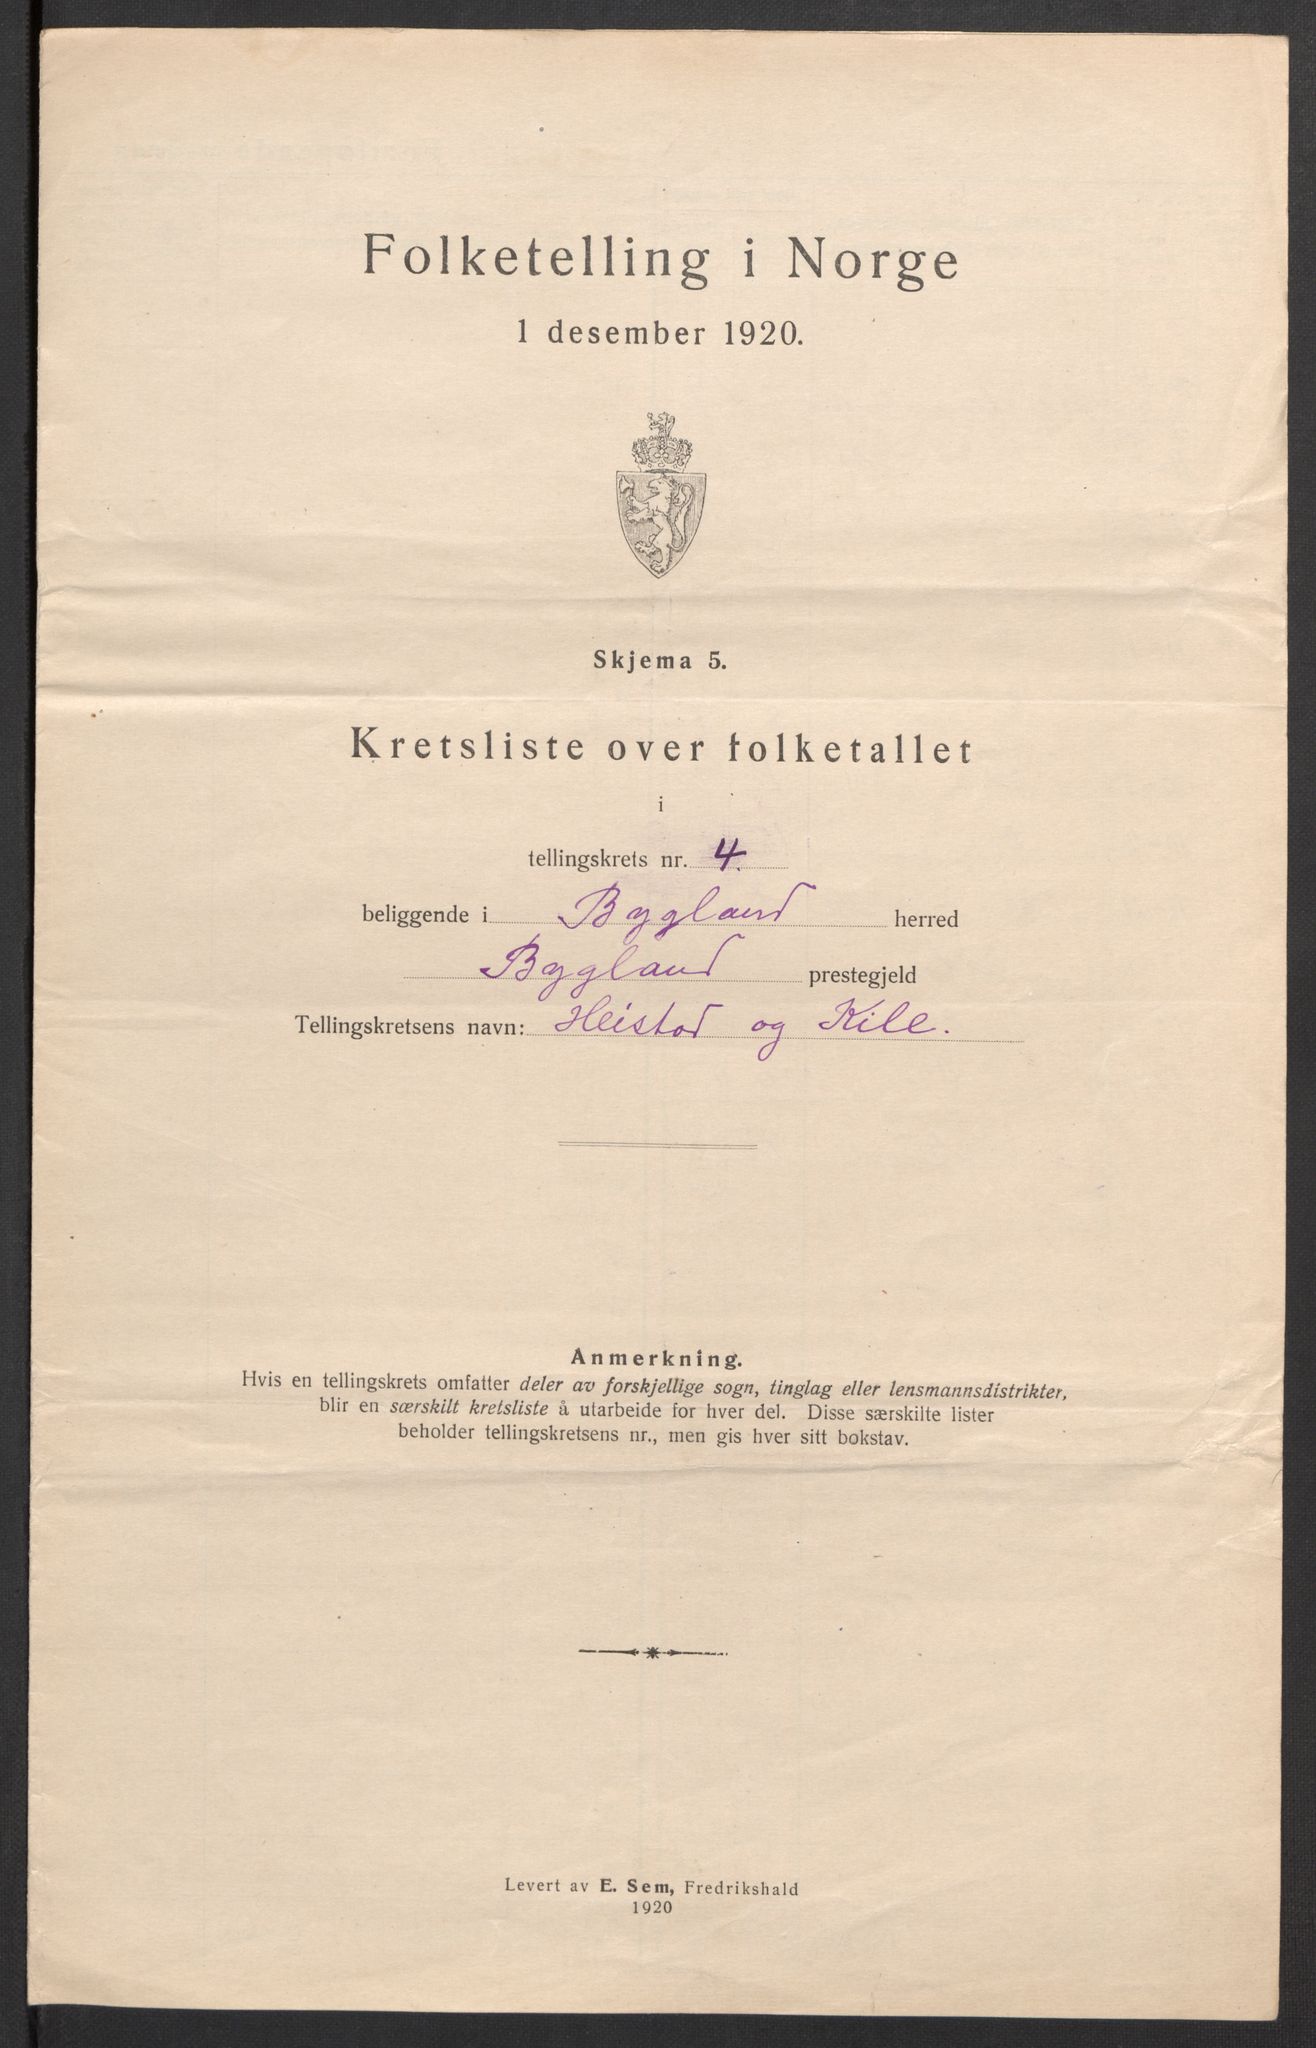 Folketelling i Norge
1 desember 1920.
Skjema 5.
Kretsliste over folketallet
i
tellingskrets nr. 4.
beliggende i Bygland herred
Bygland prestegjeld
Tellingskretsens navn: Heistad og Kile.
Anmerkning.
Hvis en tellingskrets omfatter deler av forskjellige sogn, tinglag eller lensmannsdistrikter,
blir en særskilt kretsliste å utarbeide for hver del. Disse særskilte lister
beholder tellingskretsens nr., men gis hver sitt bokstav.
Levert av E. Sem, Fredrikshald
1920